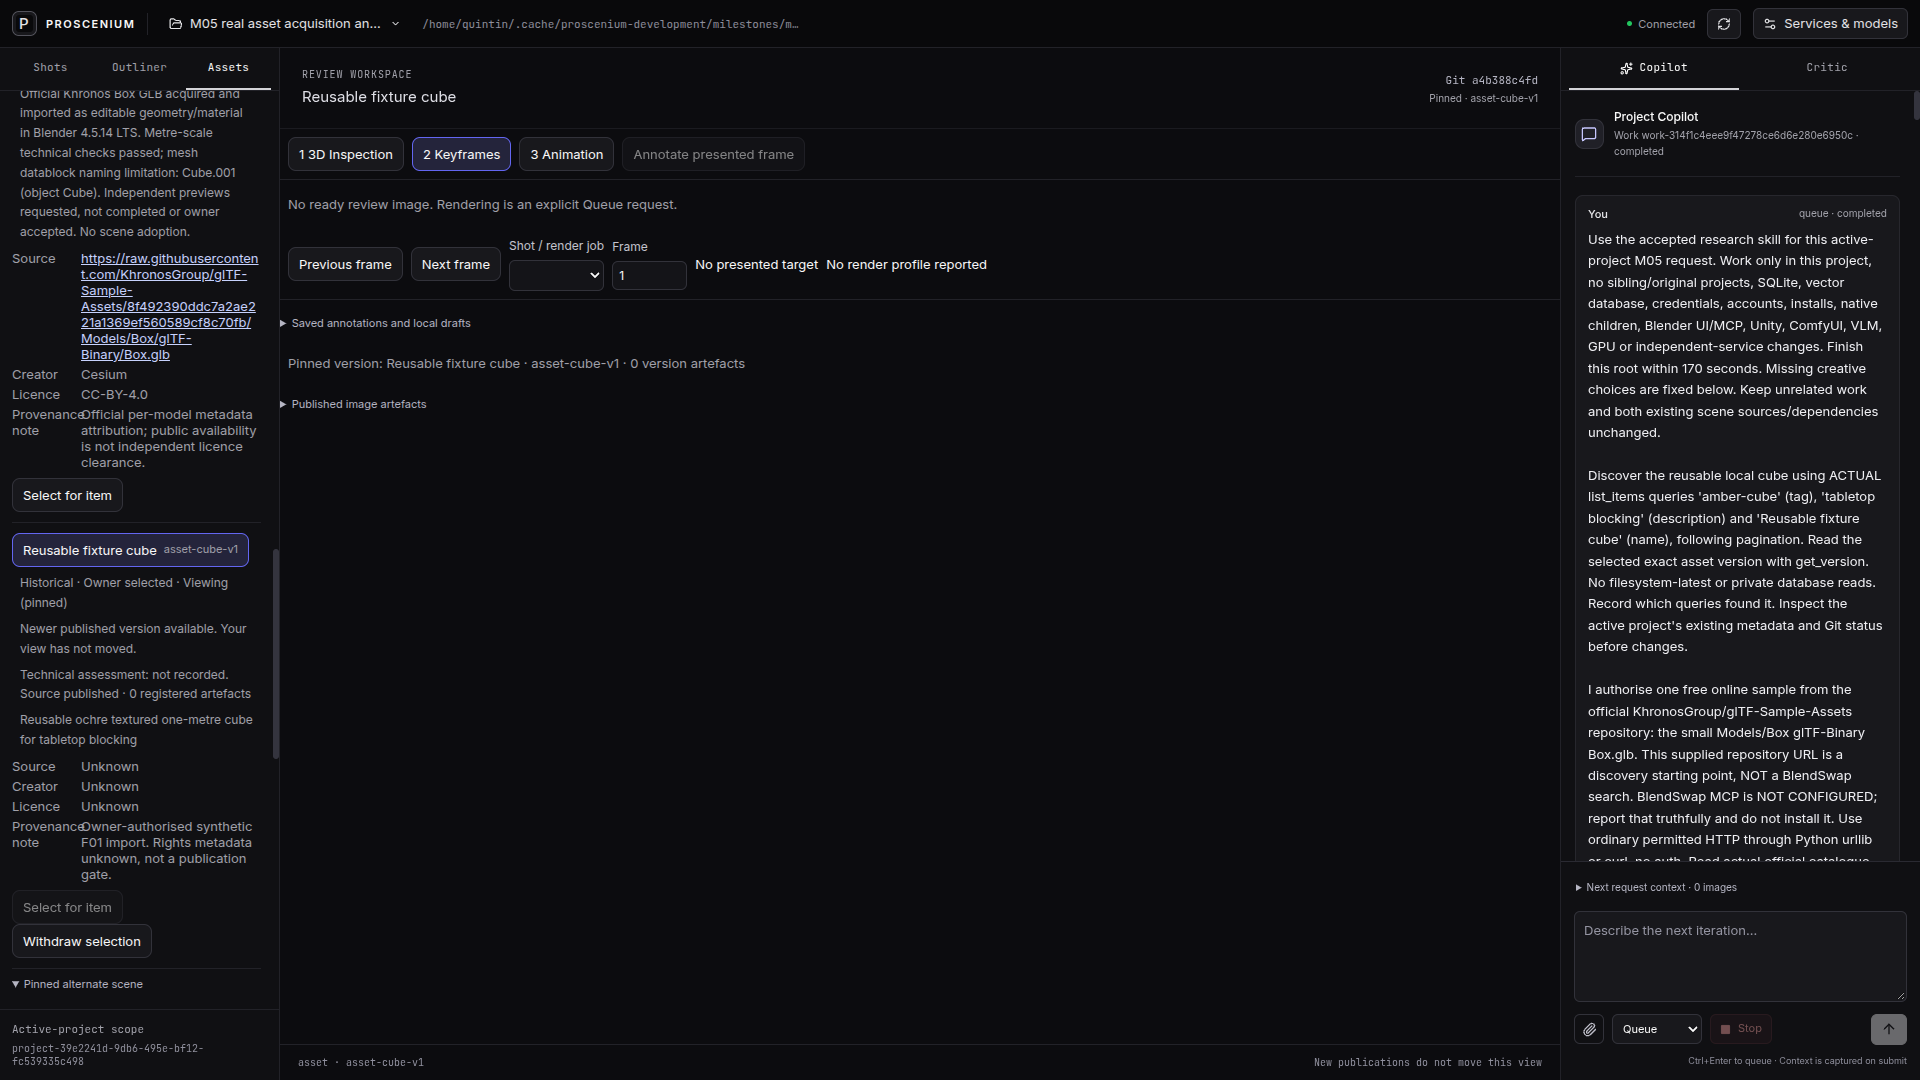 P PROSCENIUM
M05 real asset acquisition an...
/home/quintin/.cache/proscenium-development/milestones/m…
Connected
Services & models
Shots
Outliner
Assets
Official Khronos Box GLB acquired and
imported as editable geometry/material
in Blender 4.5.14 LTS. Metre-scale
technical checks passed; mesh
datablock naming limitation: Cube.001
(object Cube). Independent previews
requested, not completed or owner
accepted. No scene adoption.
Source
https://raw.githubuserconten
t.com/KhronosGroup/glTF-
Sample-
Assets/8f492390ddc7a2ae2
21a1369ef560589cf8c70fb/
Models/Box/glTF-
Binary/Box.glb
Creator Cesium
Licence CC-BY-4.0
Provenance note
Official per-model metadata
attribution; public availability
is not independent licence
clearance.
Select for item
Reusable fixture cube asset-cube-v1
Historical · Owner selected · Viewing
(pinned)
Newer published version available. Your
view has not moved.
Technical assessment: not recorded.
Source published · 0 registered artefacts
Reusable ochre textured one-metre cube
for tabletop blocking
Source Unknown
Creator Unknown
Licence Unknown
Provenance note
Owner-authorised synthetic
F01 import. Rights metadata
unknown, not a publication
gate.
Select for item
Withdraw selection
Pinned alternate scene
Active-project scope
project-39e2241d-9db6-495e-bf12-
fc539335c498
REVIEW WORKSPACE
Reusable fixture cube
Git a4b388c4fd
Pinned · asset-cube-v1
1 3D Inspection
2 Keyframes
3 Animation
Annotate presented frame
No ready review image. Rendering is an explicit Queue request.
Previous frame
Next frame
Shot / render job
Frame
1
No presented target
No render profile reported
Saved annotations and local drafts
Pinned version: Reusable fixture cube · asset-cube-v1 · 0 version artefacts
Published image artefacts
asset · asset-cube-v1
New publications do not move this view
Copilot
Critic
Project Copilot
Work work-314f1c4eee9f47278ce6d6e280e6950c ·
completed
You
queue · completed
Use the accepted research skill for this active-
project M05 request. Work only in this project,
no sibling/original projects, SQLite, vector
database, credentials, accounts, installs, native
children, Blender UI/MCP, Unity, ComfyUI, VLM,
GPU or independent-service changes. Finish
this root within 170 seconds. Missing creative
choices are fixed below. Keep unrelated work
and both existing scene sources/dependencies
unchanged.
Discover the reusable local cube using ACTUAL
list_items queries 'amber-cube' (tag), 'tabletop
blocking' (description) and 'Reusable fixture
cube' (name), following pagination. Read the
selected exact asset version with get_version.
No filesystem-latest or private database reads.
Record which queries found it. Inspect the
active project's existing metadata and Git status
before changes.
I authorise one free online sample from the
official KhronosGroup/glTF-Sample-Assets
repository: the small Models/Box glTF-Binary
Box.glb. This supplied repository URL is a
discovery starting point, NOT a BlendSwap
search. BlendSwap MCP is NOT CONFIGURED;
report that truthfully and do not install it. Use
ordinary permitted HTTP through Python urllib
or curl, no auth. Read actual official catalogue
Next request context · 0 images
Describe the next iteration...
Queue
Stop
Ctrl+Enter to queue · Context is captured on submit